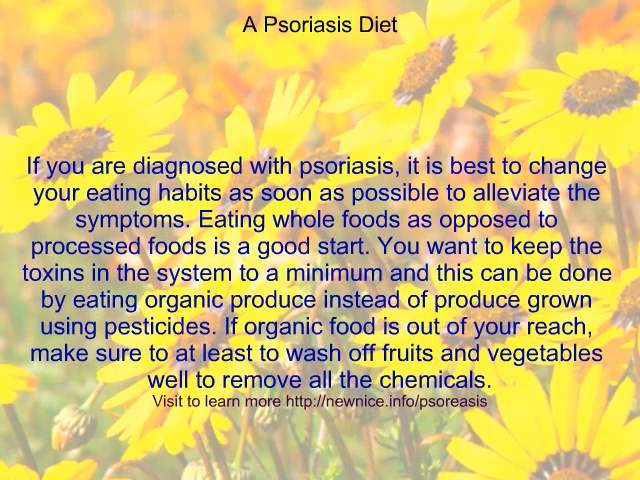 A Psoriasis Diet
If you are diagnosed with psoriasis, it is best to change
your eating habits as soon as possible to alleviate the
symptoms. Eating whole foods as opposed to
processed foods is a good start. You want to keep the
toxins in the system to a minimum and this can be done
by eating organic produce instead of produce grown
using pesticides. If organic food is out of your reach,
make sure to at least to wash off fruits and vegetables
well to remove all the chemicals.
Visit to learn more http://newnice.info/psoreasis